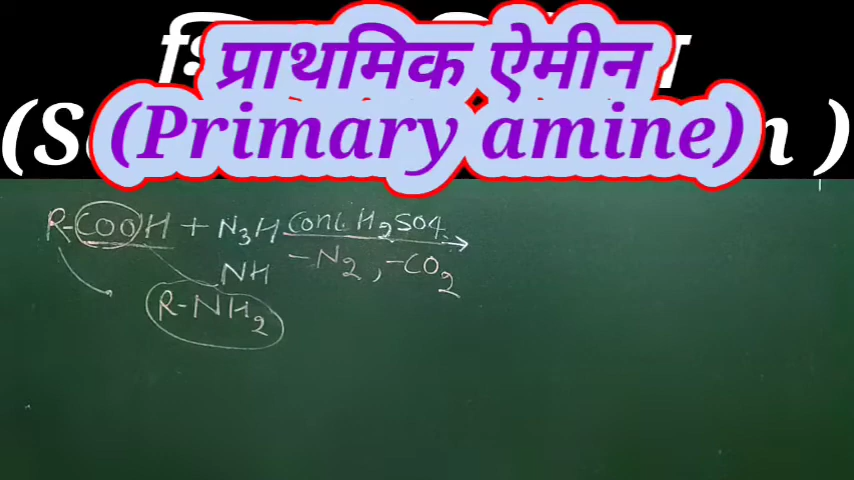 प्राथमिक ऐमीन
(Primary amine)
R-COOH + N3H conc H2SO4
-N2, -CO2
NH
R-NH2